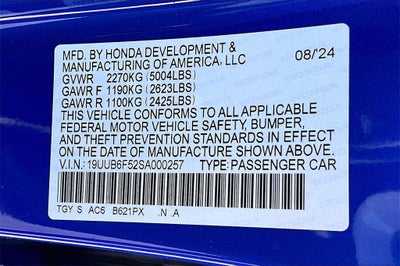 MFD. BY HONDA DEVELOPMENT & 08/'24
MANUFACTURING OF AMERICA, LLC
GVWR 2270KG (5004LBS)
GAWR F 1190KG (2623LBS)
GAWR R 1100KG (2425LBS)
THIS VEHICLE CONFORMS TO ALL APPLICABLE
FEDERAL MOTOR VEHICLE SAFETY, BUMPER,
AND THEFT PREVENTION STANDARDS IN EFFECT
ON THE DATE OF MANUFACTURE SHOWN ABOVE.
V.I.N.: 19UUB6F52SA000257 TYPE: PASSENGER CAR
TGY S AC6 B621PX .N .A